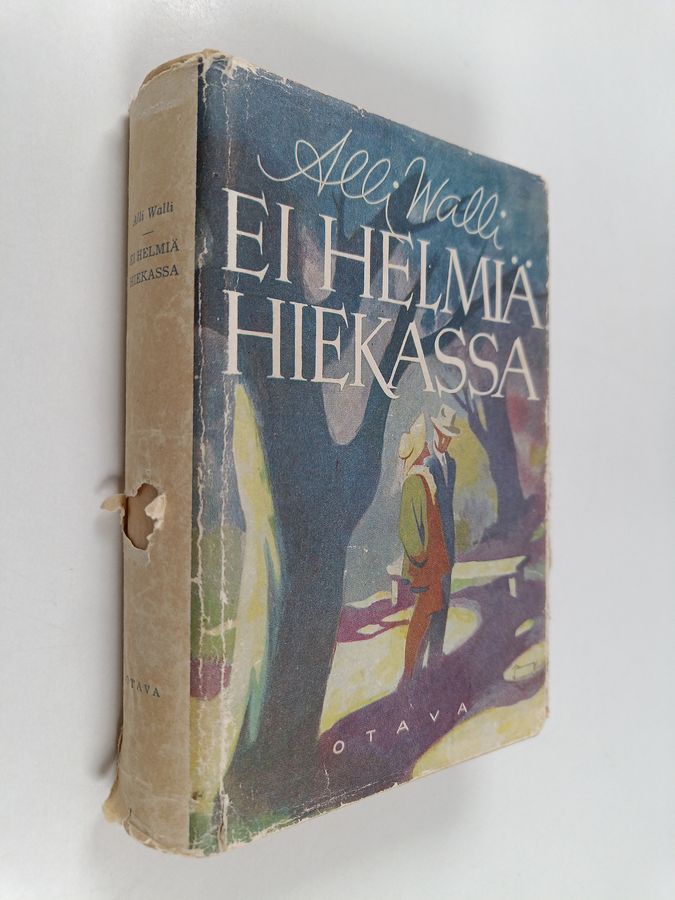 Alli Walli
EI HELMIÄ
HIEKASSA
OTAVA
Alli Walli
EI HELMIÄ
HIEKASSA
OTAVA